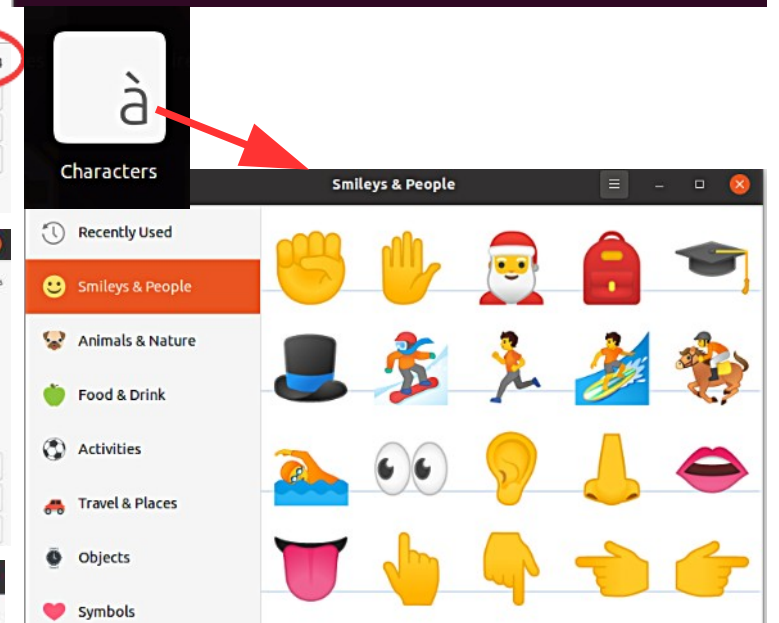 à
Characters
Smileys & People
Recently Used
Smileys & People
Animals & Nature
Food & Drink
Activities
Travel & Places
Objects
Symbols